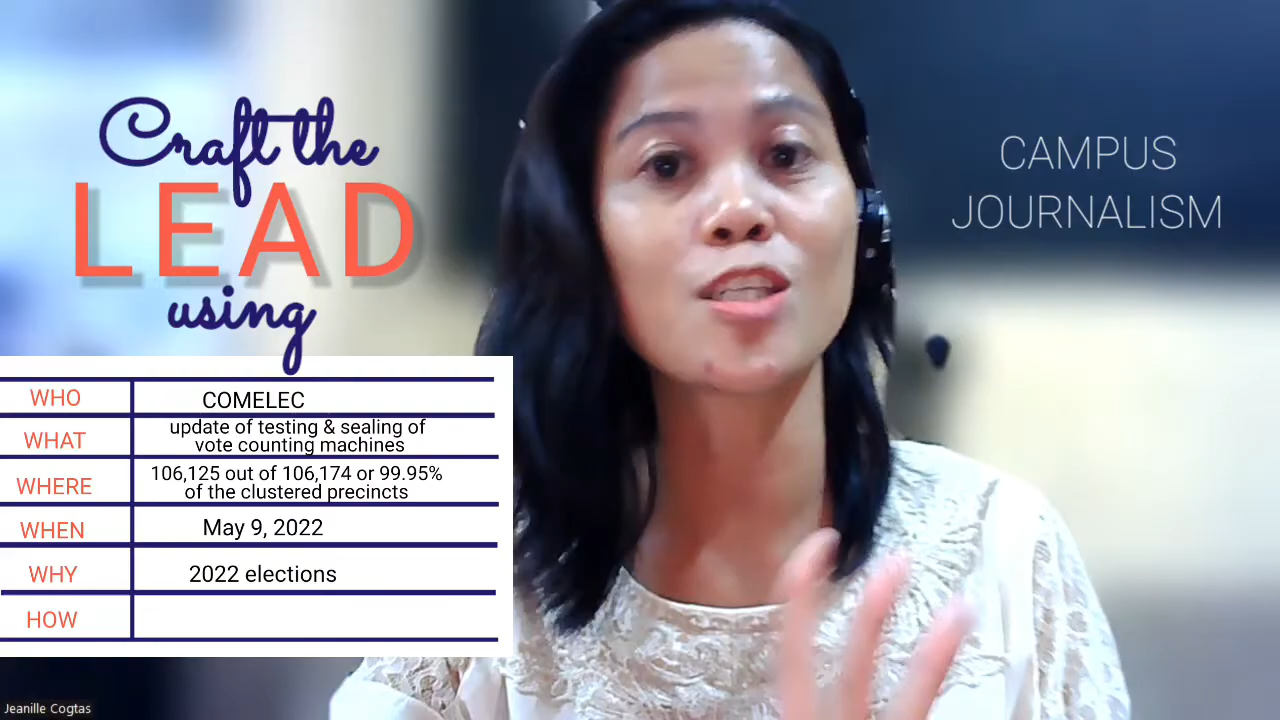 Craft the
LEAD
using
CAMPUS
JOURNALISM
WHO COMELEC
WHAT update of testing & sealing of
vote counting machines
WHERE 106,125 out of 106,174 or 99.95%
of the clustered precincts
WHEN May 9, 2022
WHY 2022 elections
HOW
Jeanille Cogtas